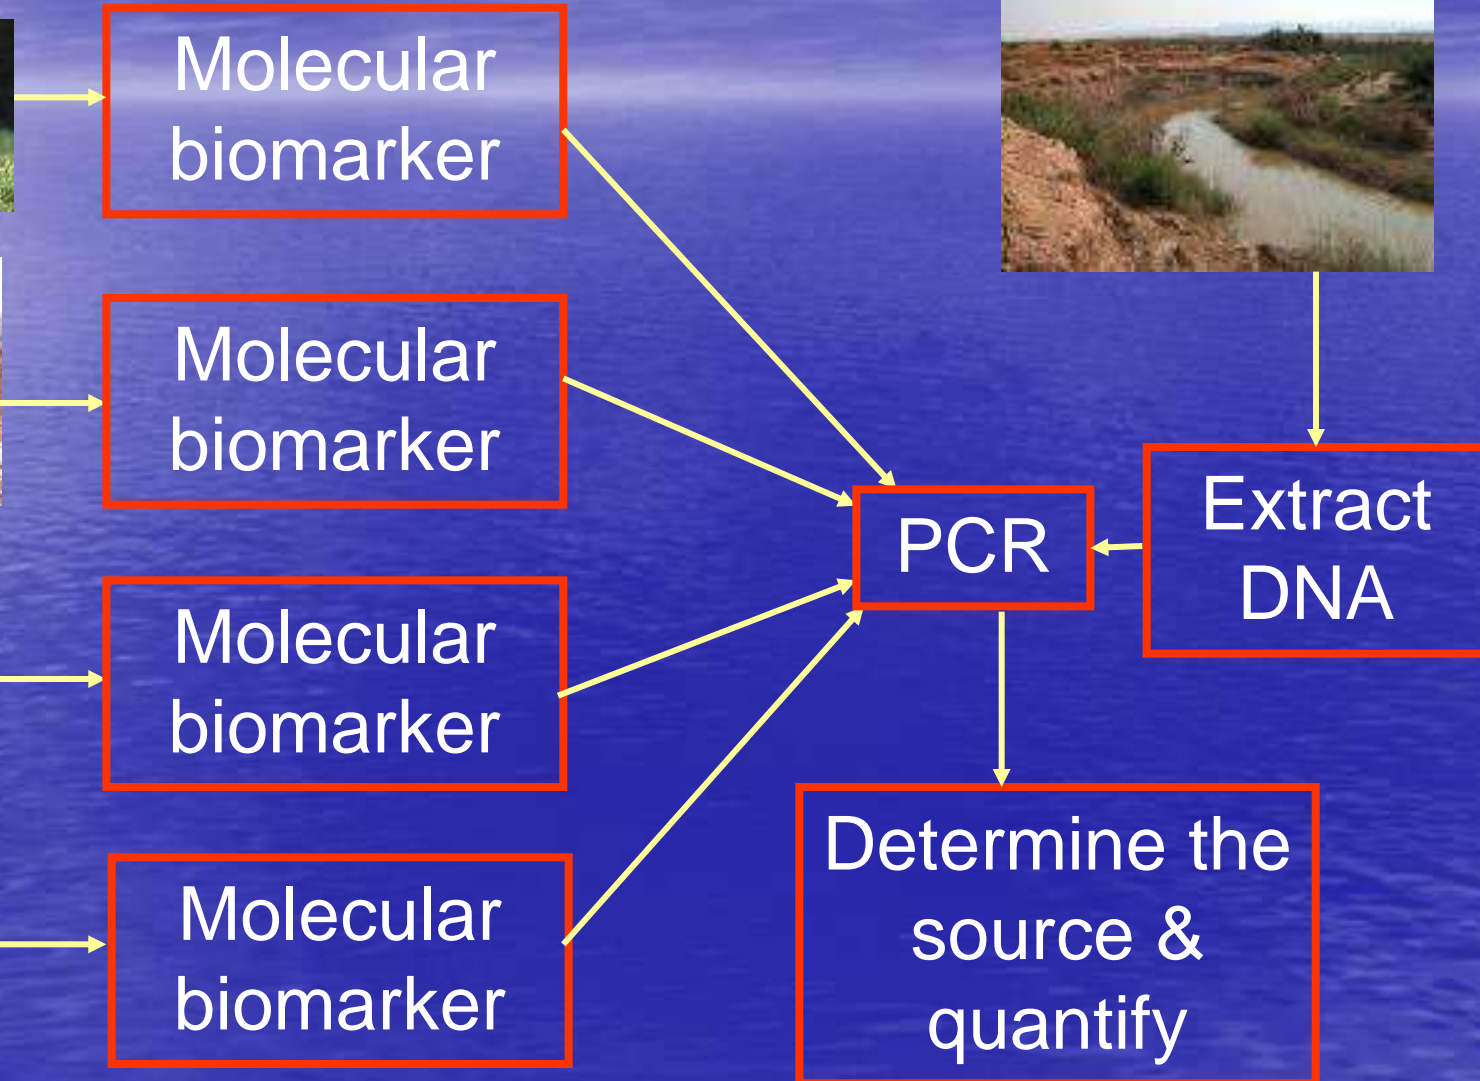 Molecular
biomarker
Molecular
biomarker
Molecular
biomarker
Molecular
biomarker
PCR
Extract
DNA
Determine the
source &
quantify